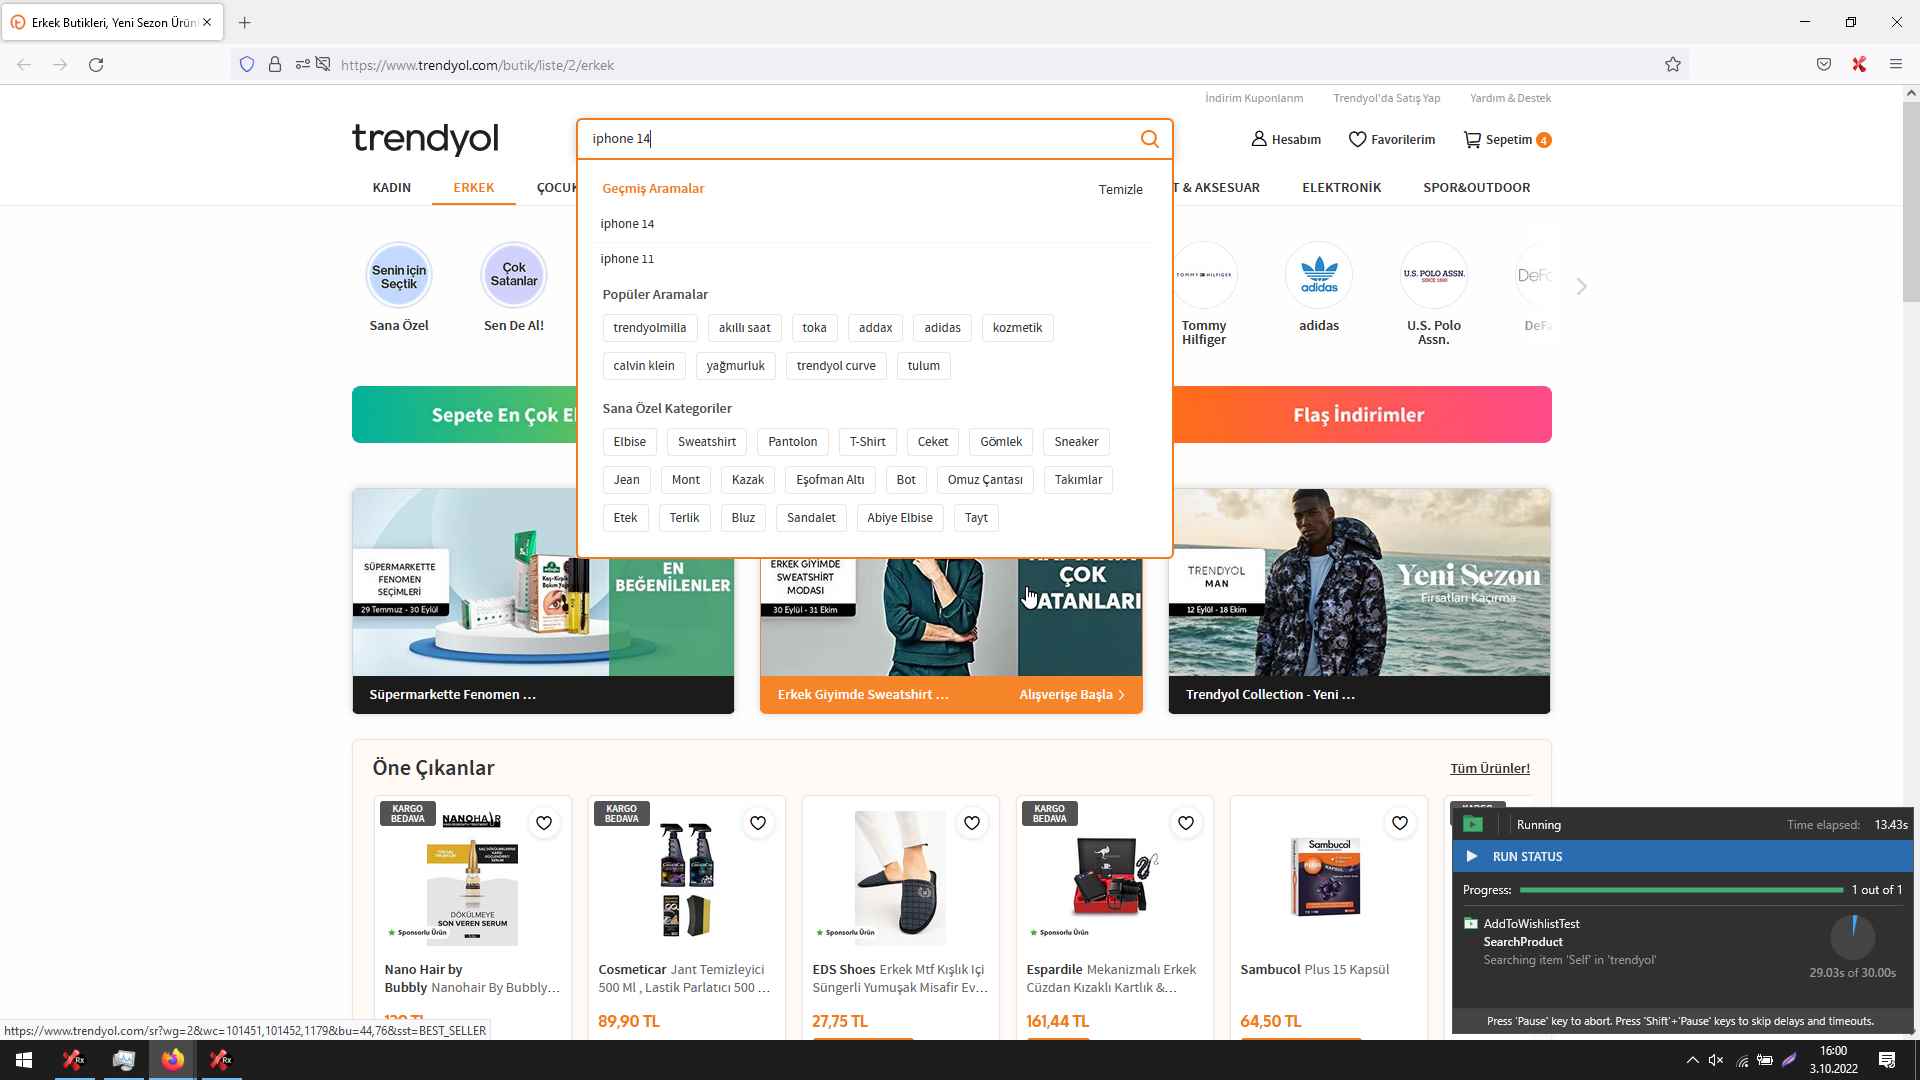 Erkek Butikleri, Yeni Sezon Ürün
https://www.trendyol.com/butik/liste/2/erkek
İndirim Kuponlarım
Trendyol'da Satış Yap
Yardım & Destek
trendyol
iphone 14
Hesabım
Favorilerim
Sepetim 4
KADIN
ERKEK
ÇOCUK
T & AKSESUAR
ELEKTRONİK
SPOR&OUTDOOR
Geçmiş Aramalar
Temizle
iphone 14
iphone 11
Popüler Aramalar
trendyolmilla
akıllı saat
toka
addax
adidas
kozmetik
calvin klein
yağmurluk
trendyol curve
tulum
Sana Özel Kategoriler
Elbise
Sweatshirt
Pantolon
T-Shirt
Ceket
Gömlek
Sneaker
Jean
Mont
Kazak
Eşofman Altı
Bot
Omuz Çantası
Takımlar
Etek
Terlik
Bluz
Sandalet
Abiye Elbise
Tayt
Senin için
Seçtik
Sana Özel
Çok
Satanlar
Sen De Al!
TOMMY HILFIGER
Tommy
Hilfiger
adidas
adidas
U.S. POLO ASSN.
SINCE 1890
U.S. Polo
Assn.
DeFa
DeFa
Sepete En Çok E
Flaş İndirimler
SÜPERMARKETTE
FENOMEN
SEÇİMLERİ
29 Temmuz - 30 Eylül
EN
BEĞENİLENLER
Süpermarkette Fenomen ...
ERKEK GİYİMDE
SWEATSHIRT
MODASI
30 Eylül - 31 Ekim
ÇOK
SATANLARI
Erkek Giyimde Sweatshirt ...
Alışverişe Başla
TRENDYOL
MAN
12 Eylül - 18 Ekim
Yeni Sezon
Fırsatları Kaçırma
Trendyol Collection - Yeni ...
Öne Çıkanlar
Tüm Ürünler!
KARGO
BEDAVA
NANOHAIR
DÖKÜLMEYE
SON VEREN SERUM
Sponsorlu Ürün
Nano Hair by
Bubbly Nanohair By Bubbly...
KARGO
BEDAVA
Cosmeticar Jant Temizleyici
500 Ml , Lastik Parlatıcı 500 ...
89,90 TL
Sponsorlu Ürün
EDS Shoes Erkek Mtf Kışlık Içi
Süngerli Yumuşak Misafir Ev...
27,75 TL
KARGO
BEDAVA
Sponsorlu Ürün
Espardile Mekanizmalı Erkek
Cüzdan Kızaklı Kartlık &...
161,44 TL
Sambucol
Sambucol Plus 15 Kapsül
64,50 TL
Running
Time elapsed: 13.43s
RUN STATUS
Progress:
1 out of 1
AddToWishlistTest
SearchProduct
Searching item 'Self' in 'trendyol'
29.03s of 30.00s
Press 'Pause' key to abort. Press 'Shift'+'Pause' keys to skip delays and timeouts.
https://www.trendyol.com/sr?wg=2&wc=101451,101452,1179&bu=44,76&sst=BEST_SELLER
16:00
3.10.2022